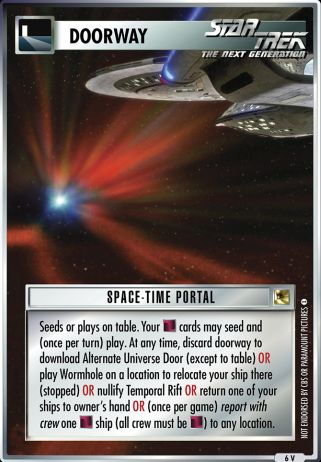 DOORWAY
STAR TREK
THE NEXT GENERATION
SPACE-TIME PORTAL
Seeds or plays on table. Your cards may seed and
(once per turn) play. At any time, discard doorway to
download Alternate Universe Door (except to table) OR
play Wormhole on a location to relocate your ship there
(stopped) OR nullify Temporal Rift OR return one of your
ships to owner's hand OR (once per game) report with
crew one ship (all crew must be ) to any location.
NOT ENDORSED BY CBS OR PARAMOUNT PICTURES
6 V